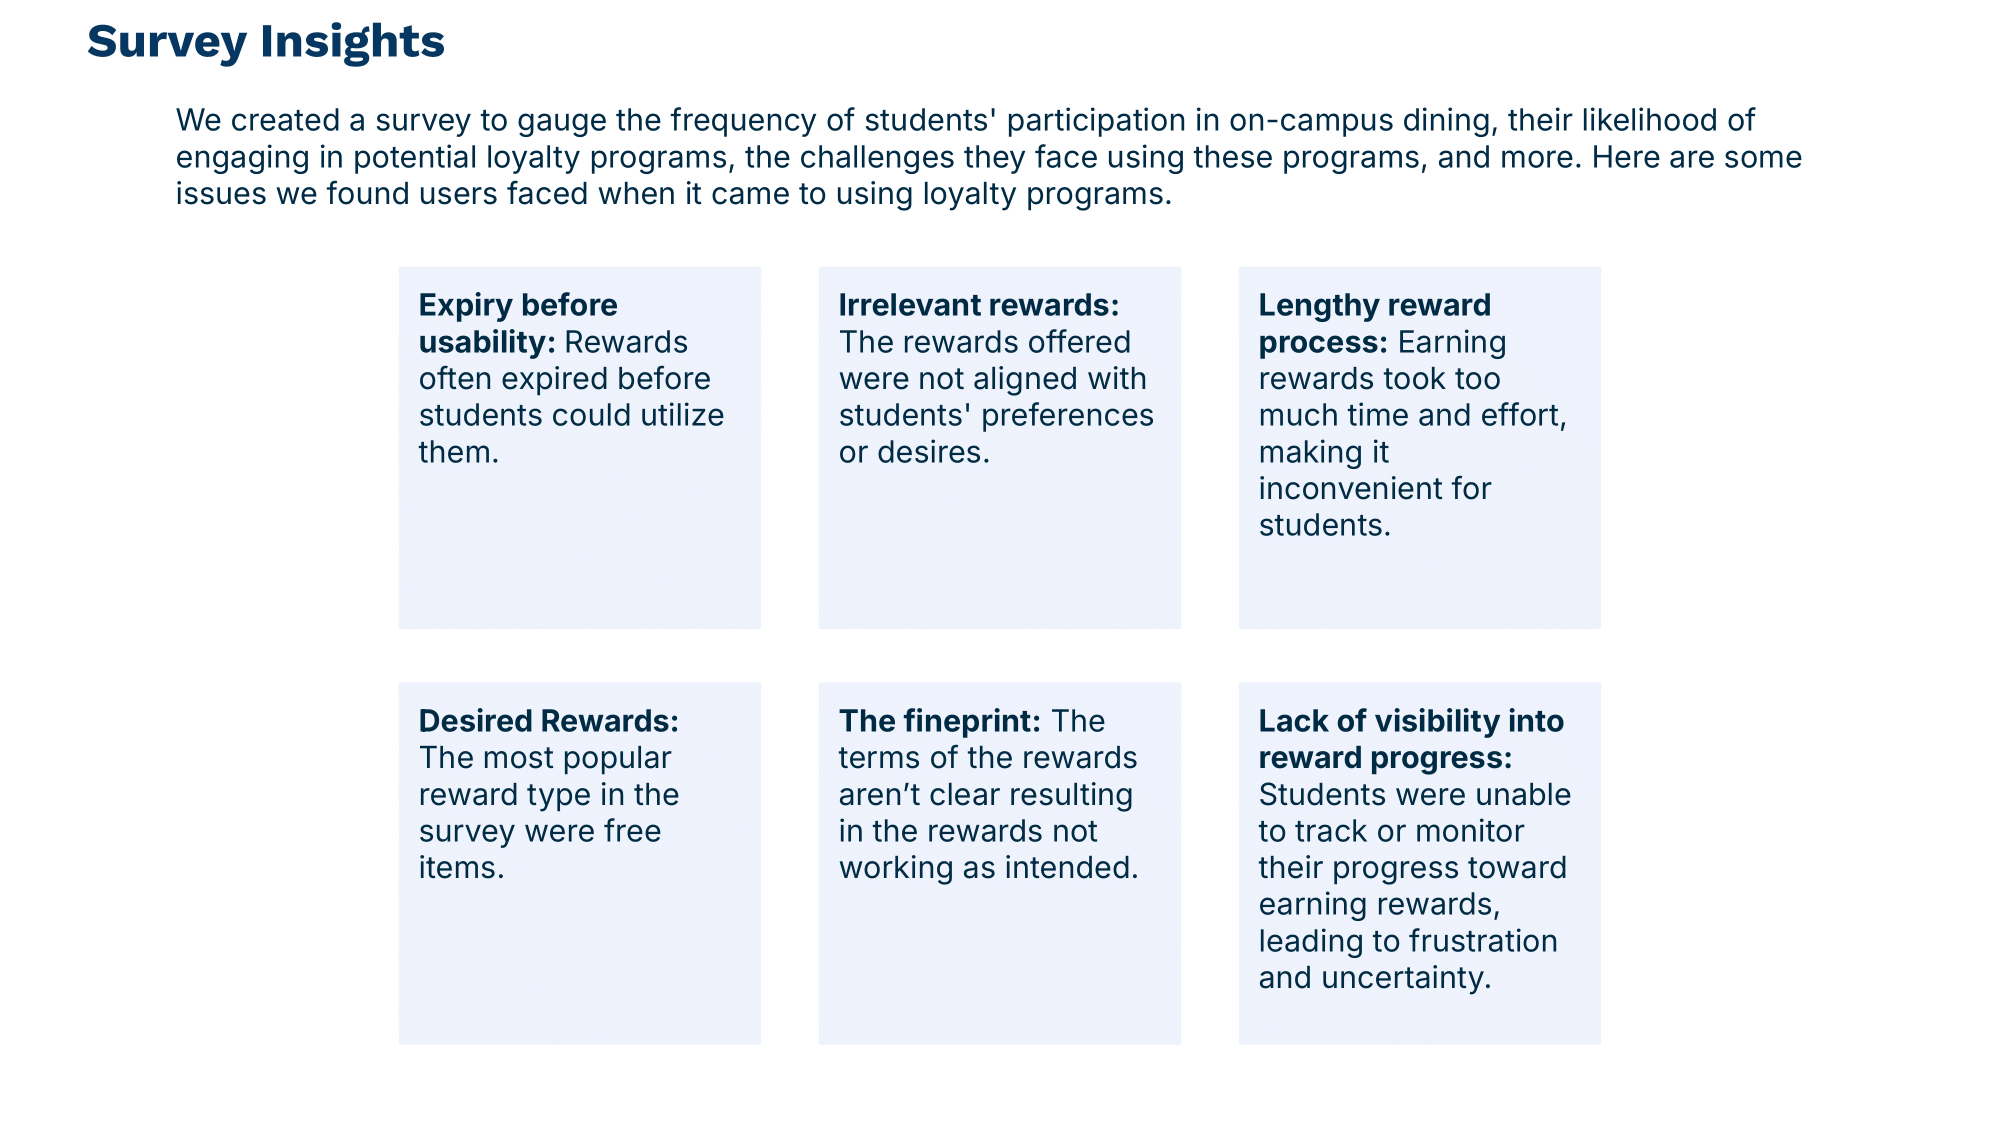 Survey Insights
We created a survey to gauge the frequency of students' participation in on-campus dining, their likelihood of
engaging in potential loyalty programs, the challenges they face using these programs, and more. Here are some
issues we found users faced when it came to using loyalty programs.
Expiry before
usability: Rewards
often expired before
students could utilize
them.
Irrelevant rewards:
The rewards offered
were not aligned with
students' preferences
or desires.
Lengthy reward
process: Earning
rewards took too
much time and effort,
making it
inconvenient for
students.
Desired Rewards:
The most popular
reward type in the
survey were free
items.
The fineprint: The
terms of the rewards
aren’t clear resulting
in the rewards not
working as intended.
Lack of visibility into
reward progress:
Students were unable
to track or monitor
their progress toward
earning rewards,
leading to frustration
and uncertainty.